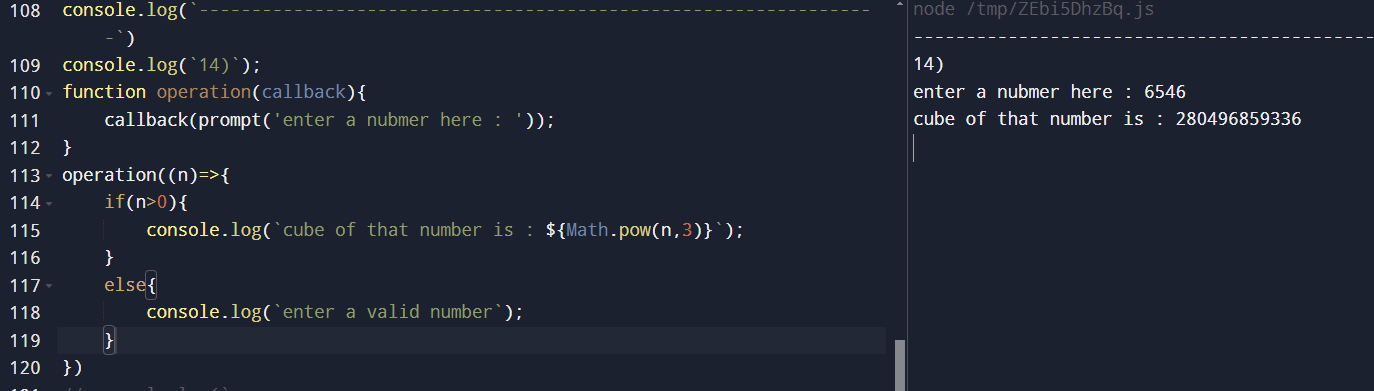 108 console.log(`----------------------------------------------------------------
-`)
109 console.log(`14)`);
110 function operation(callback){
111 callback(prompt('enter a nubmer here : '));
112 }
113 operation((n)=>{
114 if(n>0){
115 console.log(`cube of that number is : ${Math.pow(n,3)}`);
116 }
117 else{
118 console.log(`enter a valid number`);
119 }
120 })
node /tmp/ZEbi5DhzBq.js
--------------------------------------------
14)
enter a nubmer here : 6546
cube of that number is : 280496859336